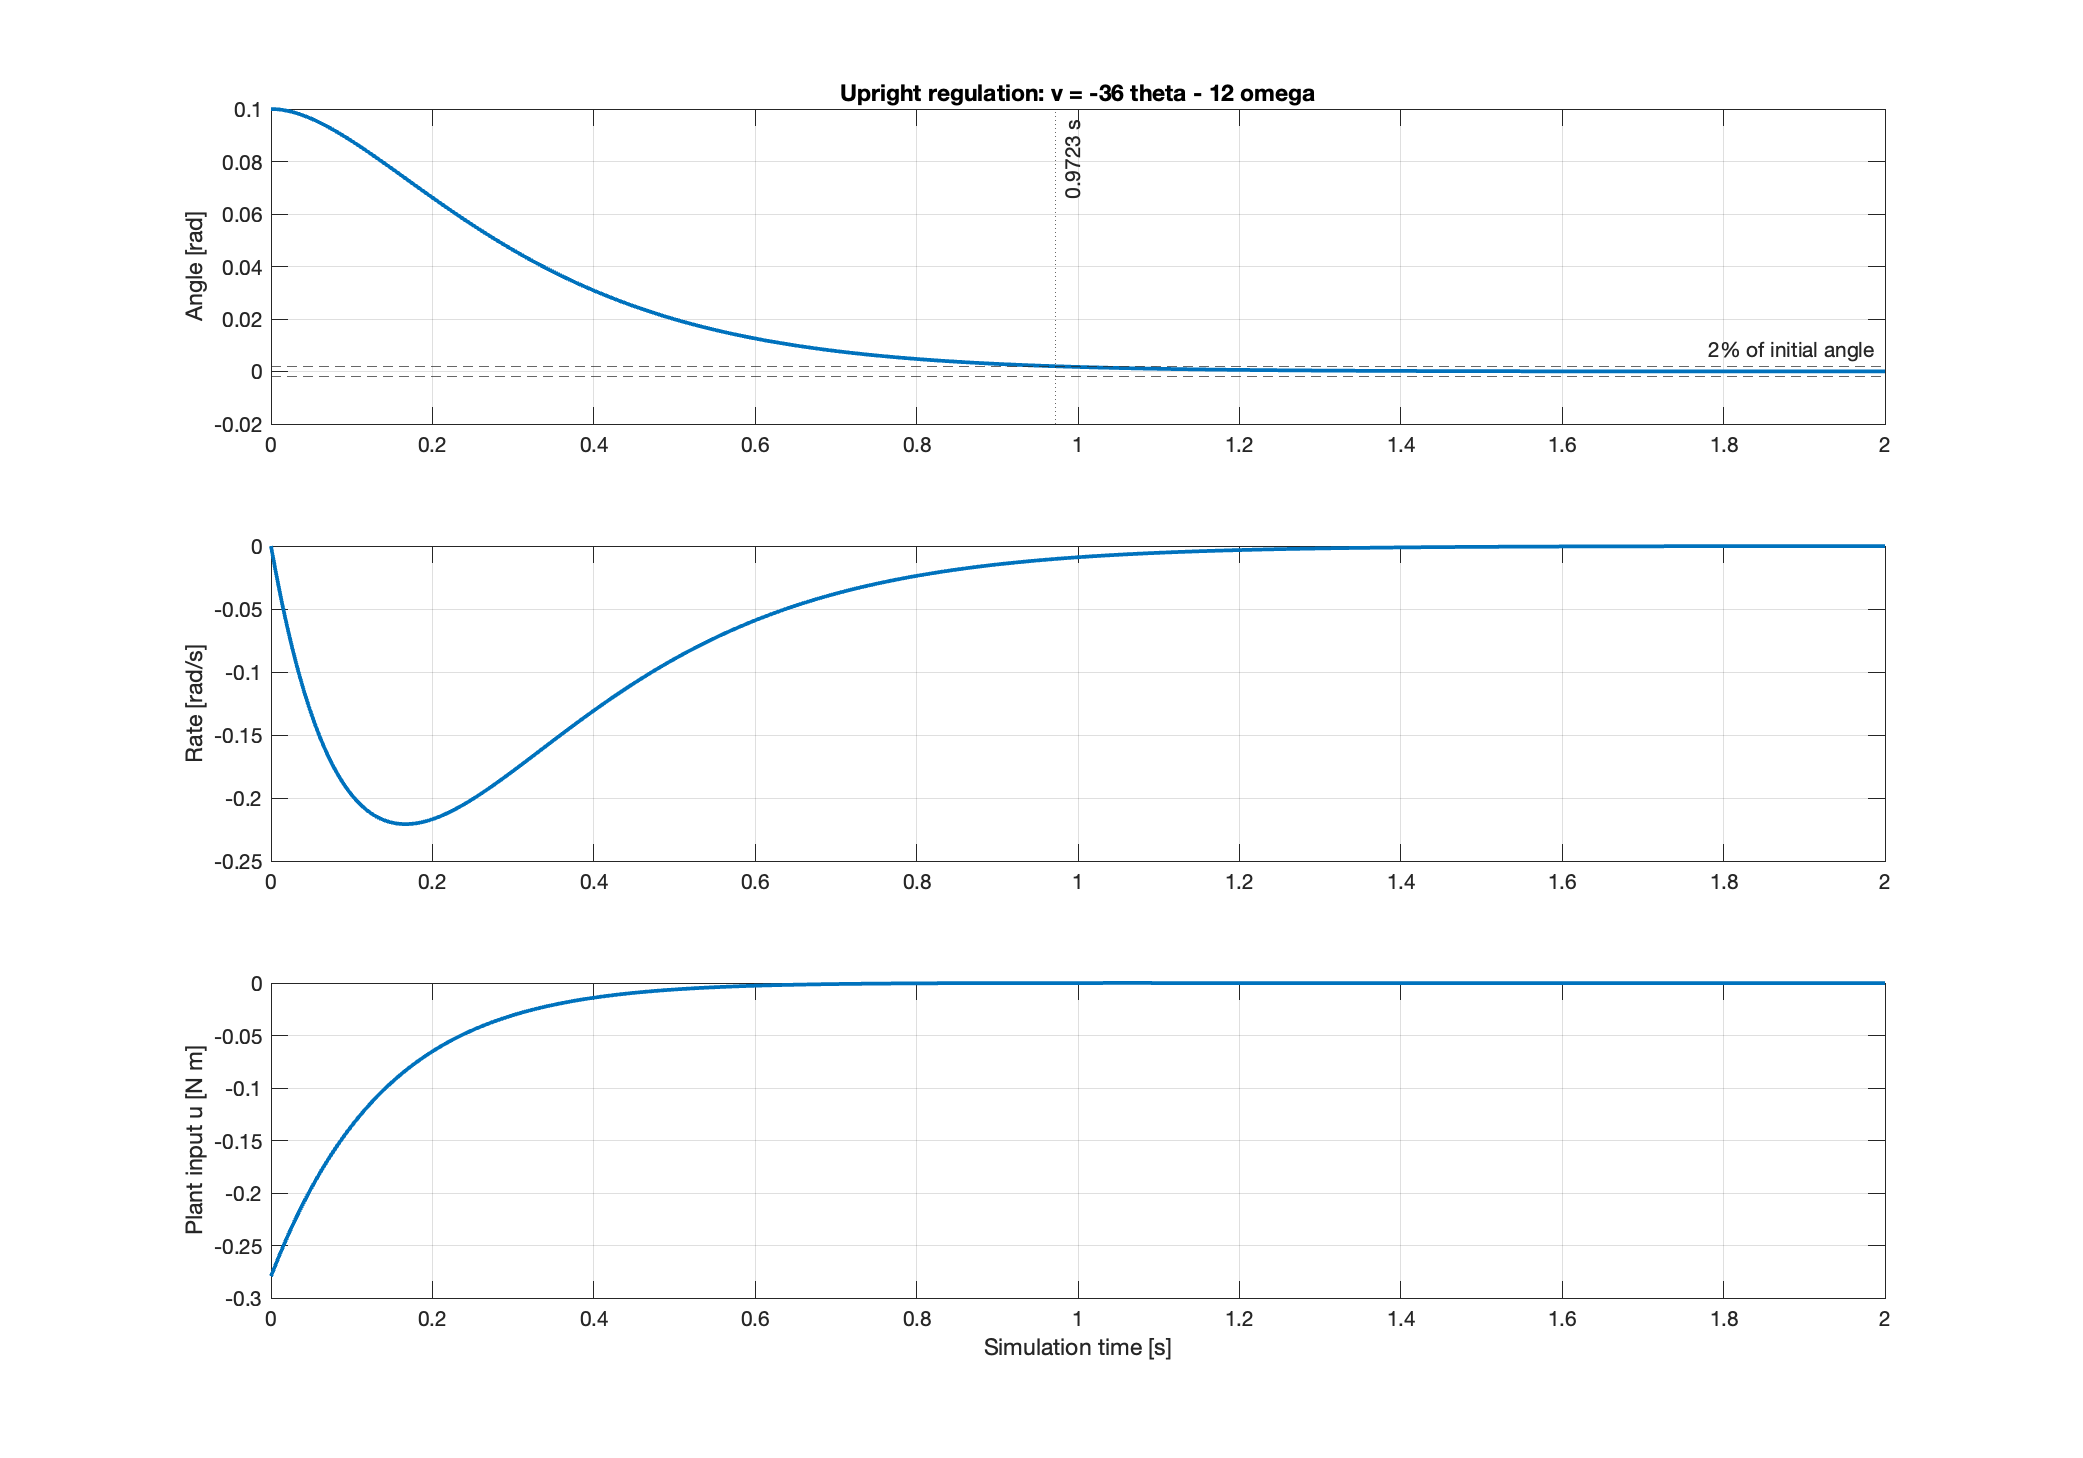 Upright regulation: v = -36 theta - 12 omega
0.1
0.08
0.06
0.04
0.02
0
-0.02
Angle [rad]
0.9723 s
2% of initial angle
0 0.2 0.4 0.6 0.8 1 1.2 1.4 1.6 1.8 2
0
-0.05
-0.1
-0.15
-0.2
-0.25
Rate [rad/s]
0 0.2 0.4 0.6 0.8 1 1.2 1.4 1.6 1.8 2
0
-0.05
-0.1
-0.15
-0.2
-0.25
-0.3
Plant input u [N m]
0 0.2 0.4 0.6 0.8 1 1.2 1.4 1.6 1.8 2
Simulation time [s]